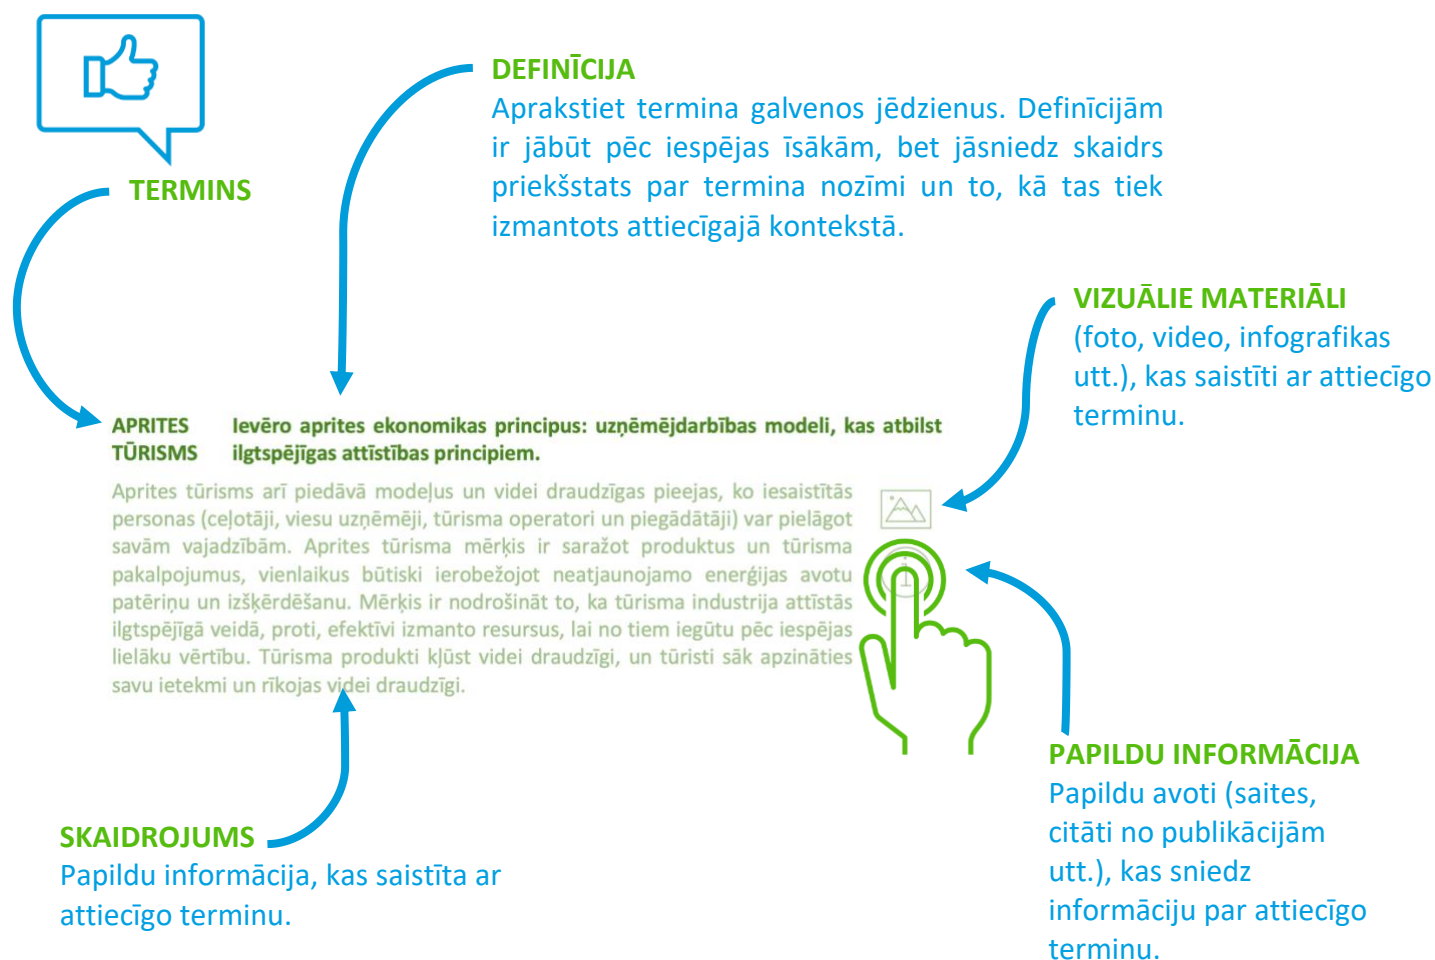 DEFINĪCIJA
Aprakstiet termina galvenos jēdzienus. Definīcijām
ir jābūt pēc iespējas īsākām, bet jāsniedz skaidrs
priekšstats par termina nozīmi un to, kā tas tiek
izmantots attiecīgajā kontekstā.
TERMINS
VIZUĀLIE MATERIĀLI
(foto, video, infografikas
utt.), kas saistīti ar attiecīgo
terminu.
APRITES
TŪRISMS
Ievēro aprites ekonomikas principus: uzņēmējdarbības modeli, kas atbilst
ilgtspējīgas attīstības principiem.
Aprites tūrisms arī piedāvā modeļus un videi draudzīgas pieejas, ko iesaistītās
personas (ceļotāji, viesu uzņēmēji, tūrisma operatori un piegādātāji) var pielāgot
savām vajadzībām. Aprites tūrisma mērķis ir saražot produktus un tūrisma
pakalpojumus, vienlaikus būtiski ierobežojot neatjaunojamo enerģijas avotu
patēriņu un izšķērdēšanu. Mērķis ir nodrošināt to, ka tūrisma industrija attīstās
ilgtspējīgā veidā, proti, efektīvi izmanto resursus, lai no tiem iegūtu pēc iespējas
lielāku vērtību. Tūrisma produkti kļūst videi draudzīgi, un tūristi sāk apzināties
savu ietekmi un rīkojas videi draudzīgi.
PAPILDU INFORMĀCIJA
Papildu avoti (saites,
citāti no publikācijām
utt.), kas sniedz
informāciju par attiecīgo
terminu.
SKAIDROJUMS
Papildu informācija, kas saistīta ar
attiecīgo terminu.